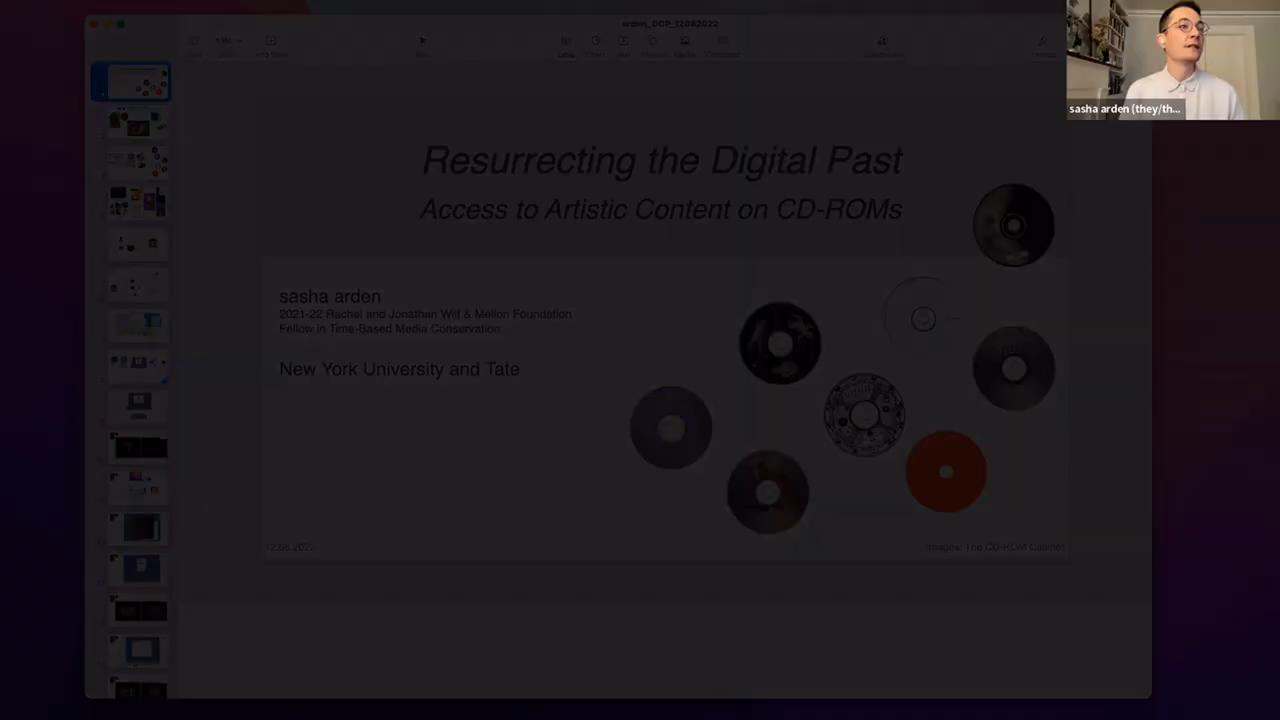 arden_DCP_12082022
sasha arden (they/th...
Resurrecting the Digital Past
Access to Artistic Content on CD-ROMs
sasha arden
2021-22 Rachel and Jonathan Wilf & Mellon Foundation
Fellow in Time-Based Media Conservation
New York University and Tate
Images: The CD-ROM Cabinet